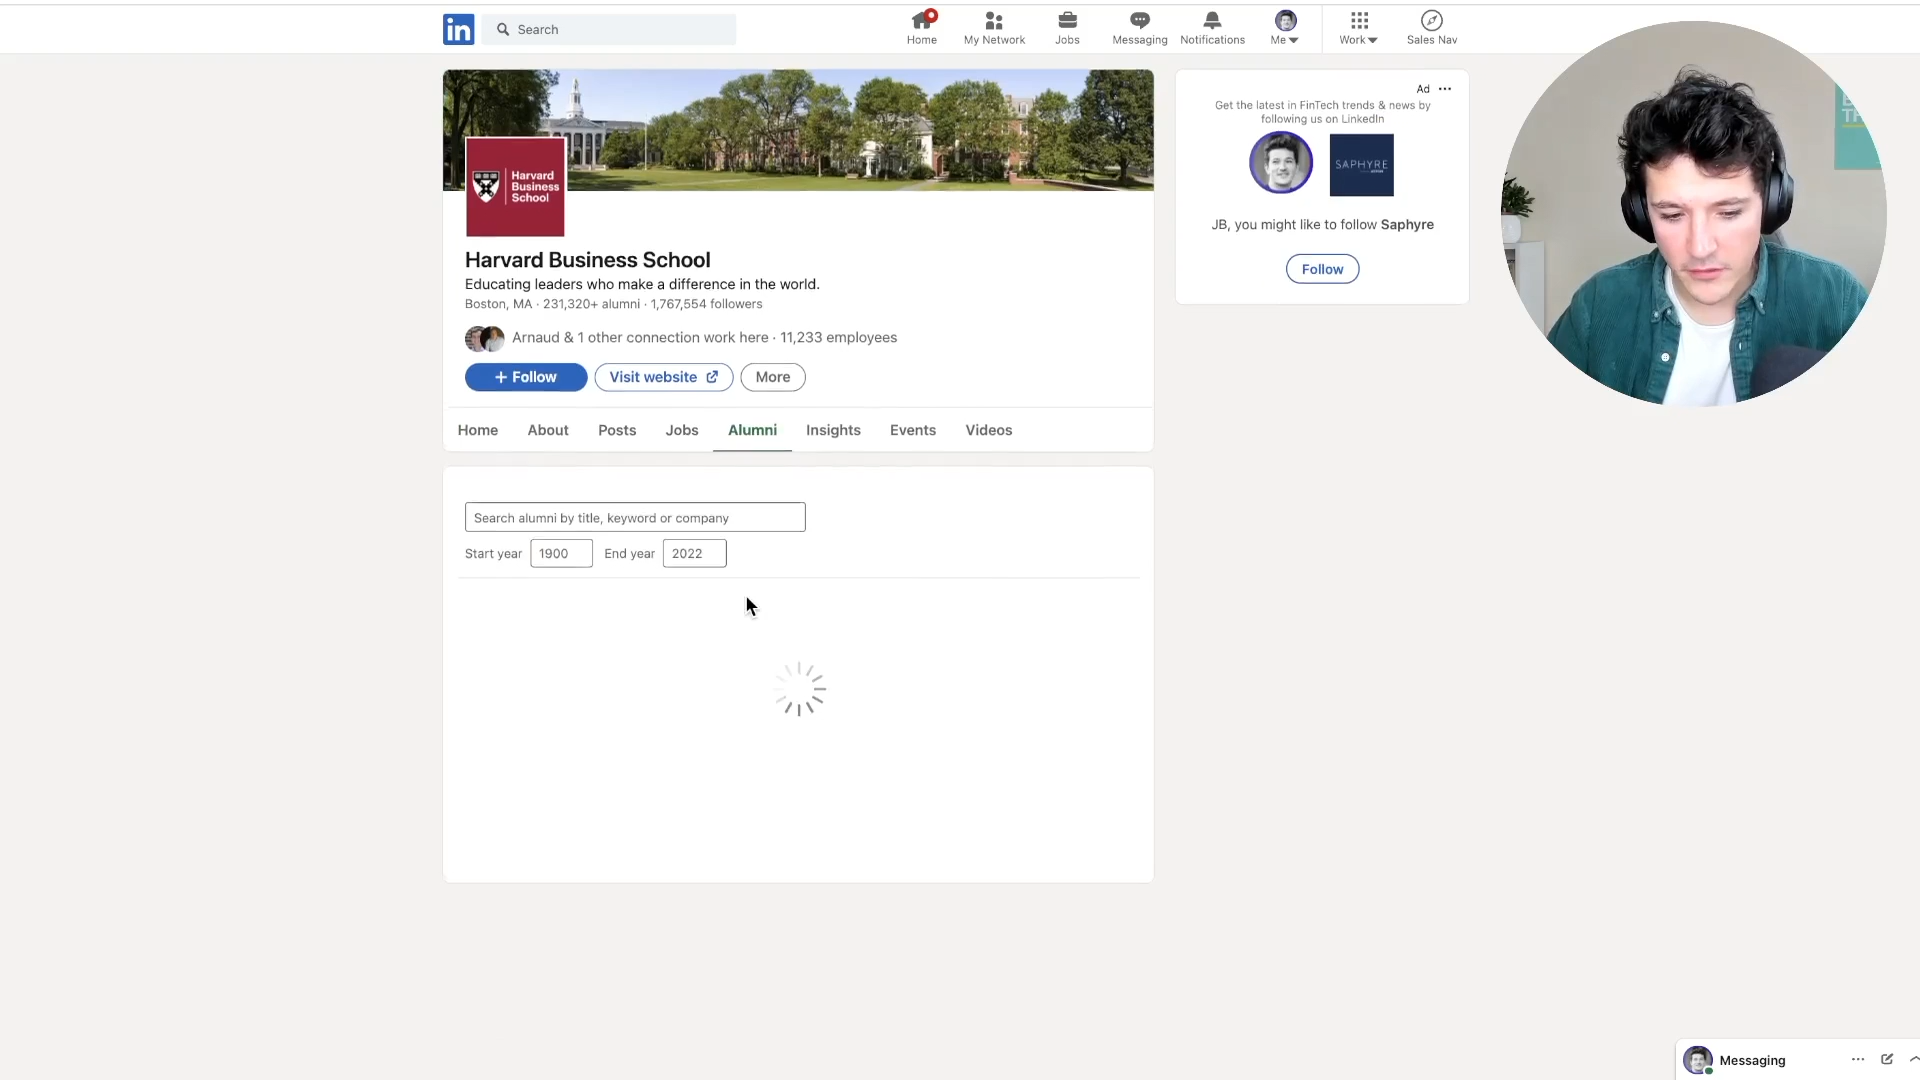 in
Search
Home
My Network
Jobs
Messaging
Notifications
Me
Work
Sales Nav
Harvard
Business
School
Harvard Business School
Educating leaders who make a difference in the world.
Boston, MA · 231,320+ alumni · 1,767,554 followers
Arnaud & 1 other connection work here · 11,233 employees
+ Follow
Visit website
More
Home About Posts Jobs Alumni Insights Events Videos
Search alumni by title, keyword or company
Start year 1900 End year 2022
Ad
Get the latest in FinTech trends & news by
following us on LinkedIn
SAPHYRE
JB, you might like to follow Saphyre
Follow
Messaging